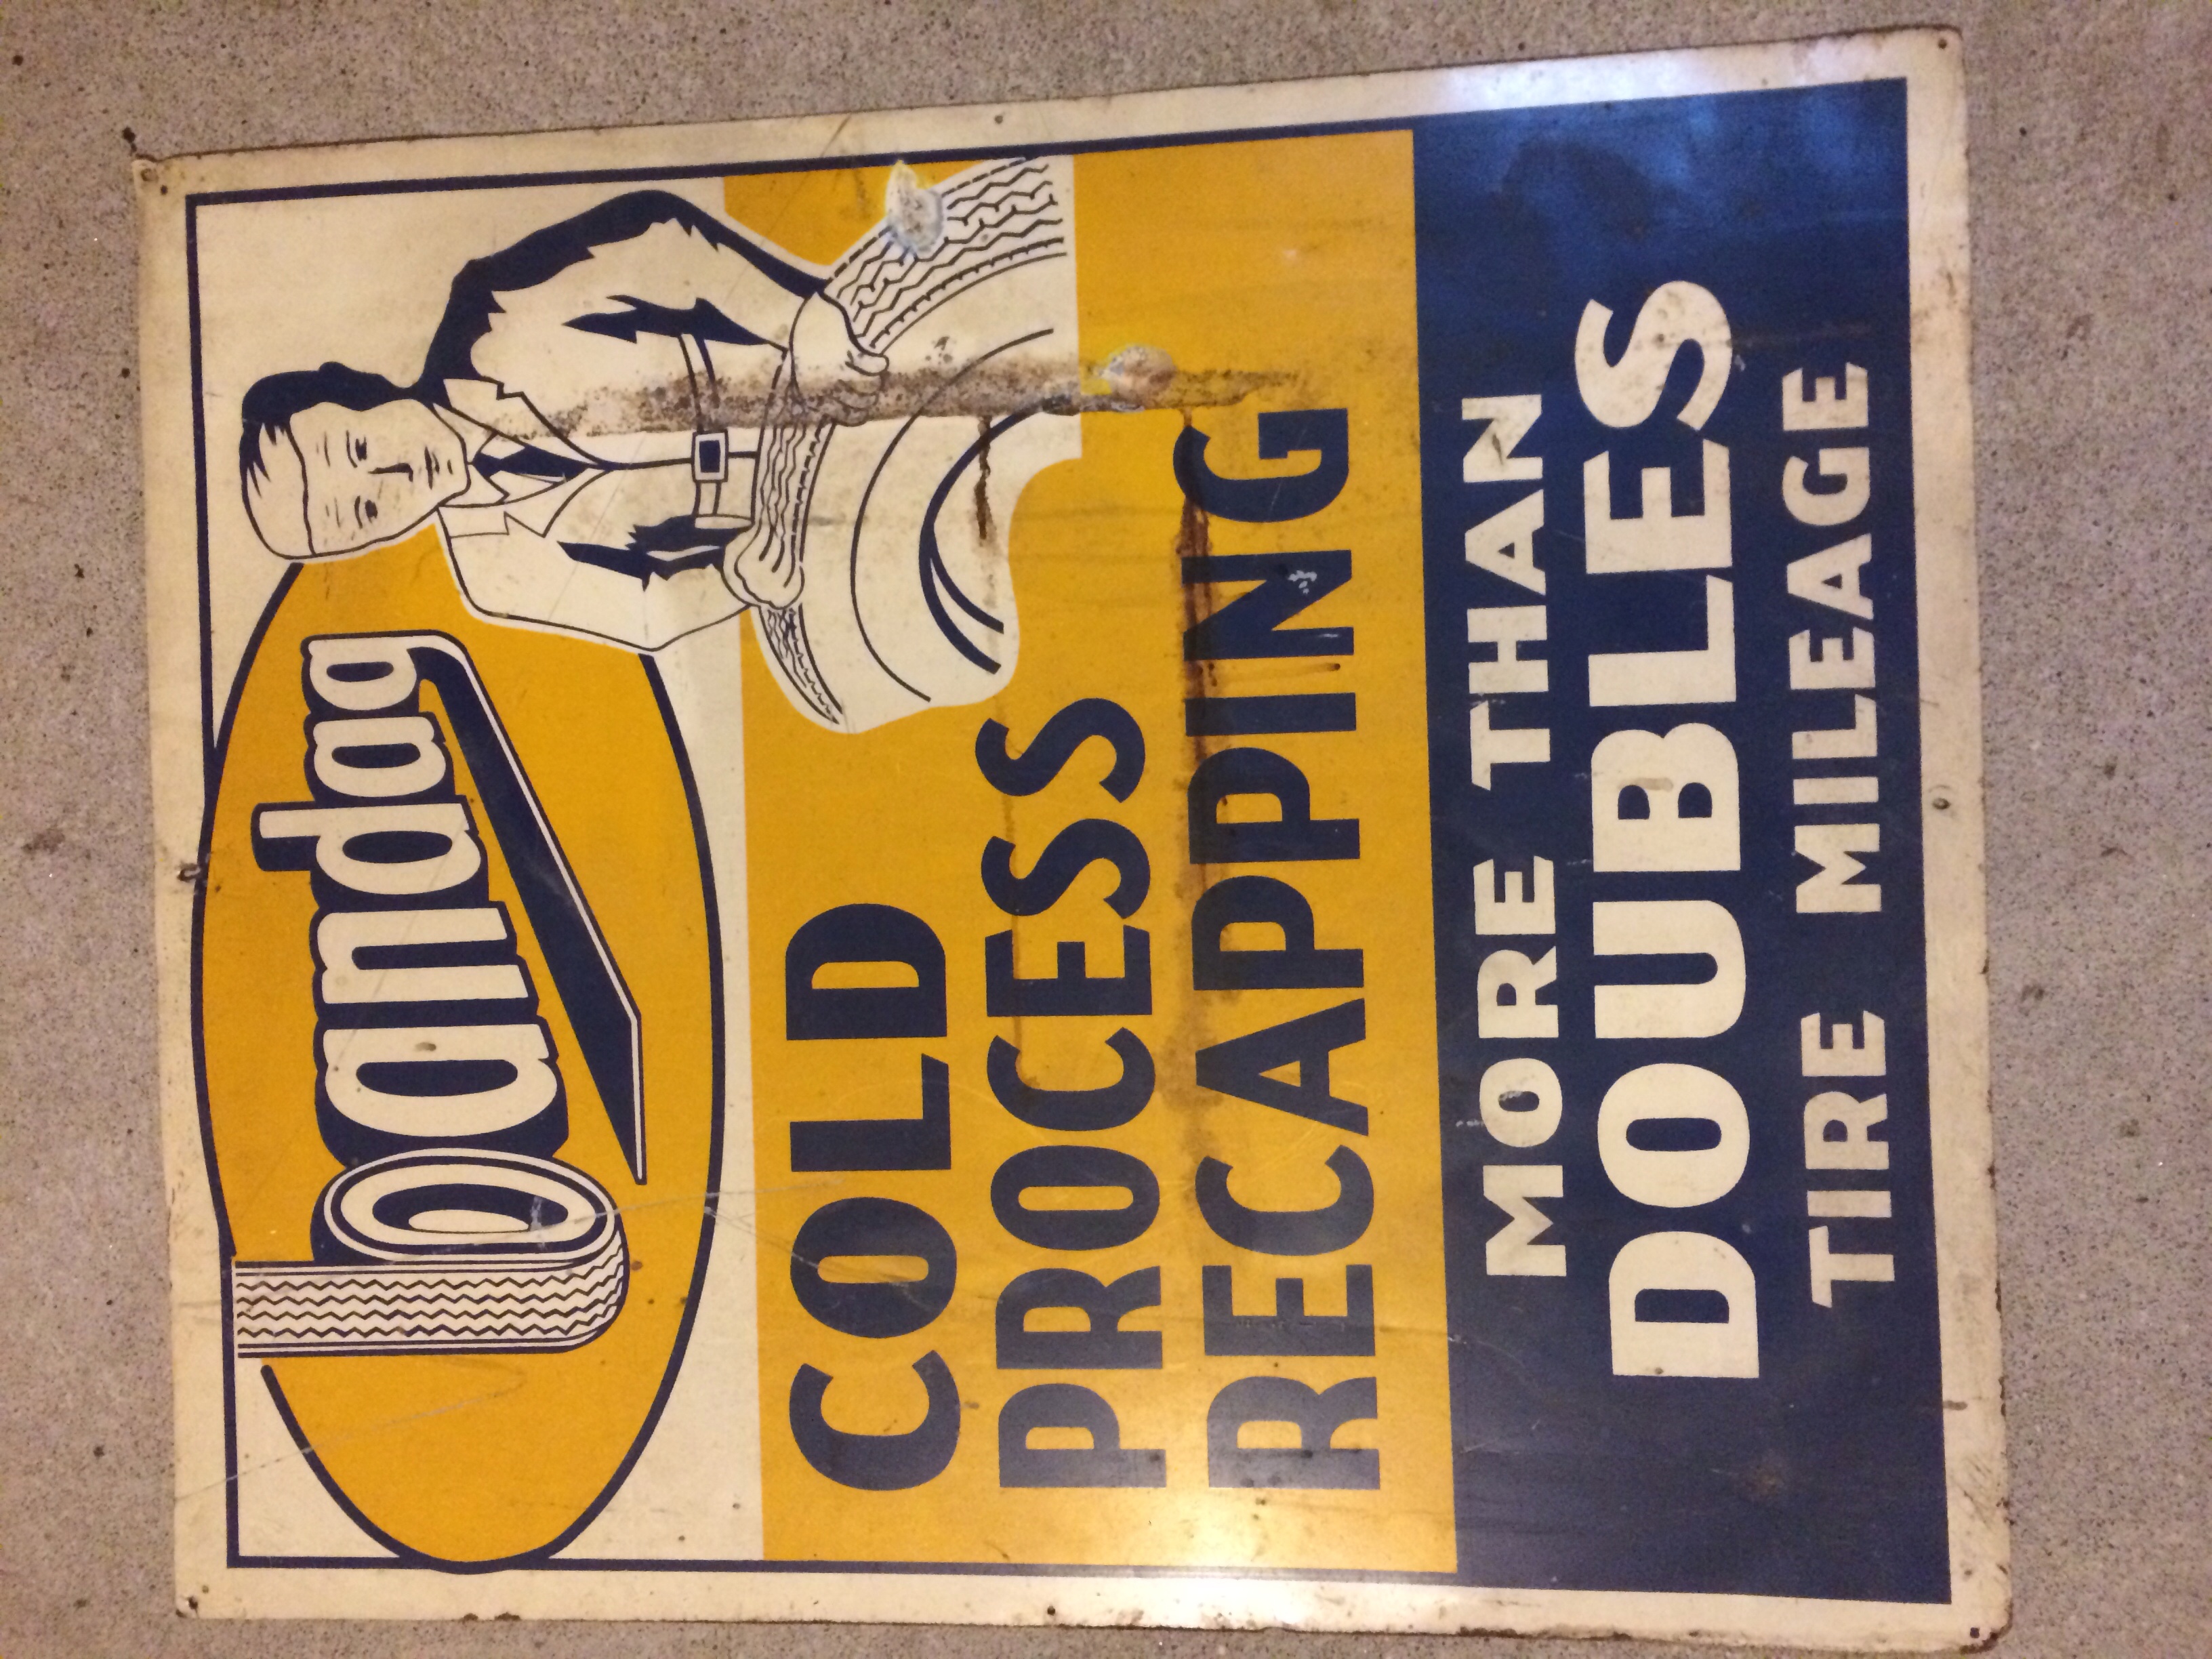 bandag
COLD
PROCESS
RECAPPING
MORE THAN
DOUBLES
TIRE MILEAGE